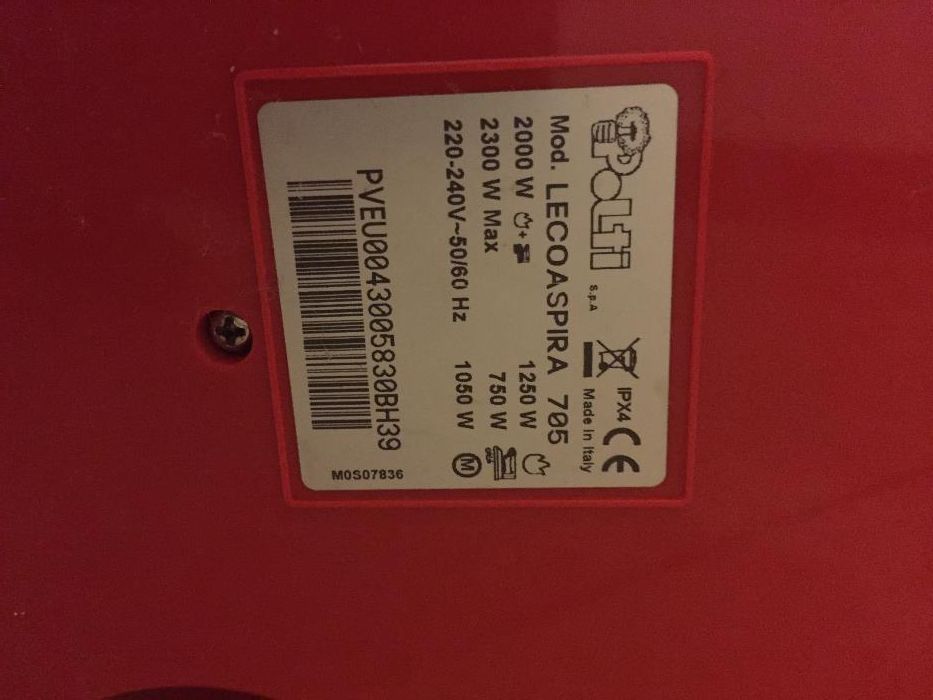 POLTI S.p.A
IPX4 CE
Made in Italy
Mod. LECOASPIRA 705
2000 W + 1250 W
2300 W Max 750 W
220-240V~50/60 Hz 1050 W M
PVEU0043005830BH39
M0S07836